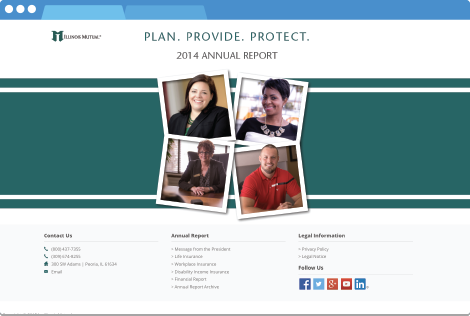 ILLINOIS MUTUAL
PLAN. PROVIDE. PROTECT.
2014 ANNUAL REPORT
Contact Us
(800) 437-7355
(309) 674-8255
300 SW Adams | Peoria, IL 61634
Email
Annual Report
> Message from the President
> Life Insurance
> Workplace Insurance
> Disability Income Insurance
> Financial Report
> Annual Report Archive
Legal Information
> Privacy Policy
> Legal Notice
Follow Us